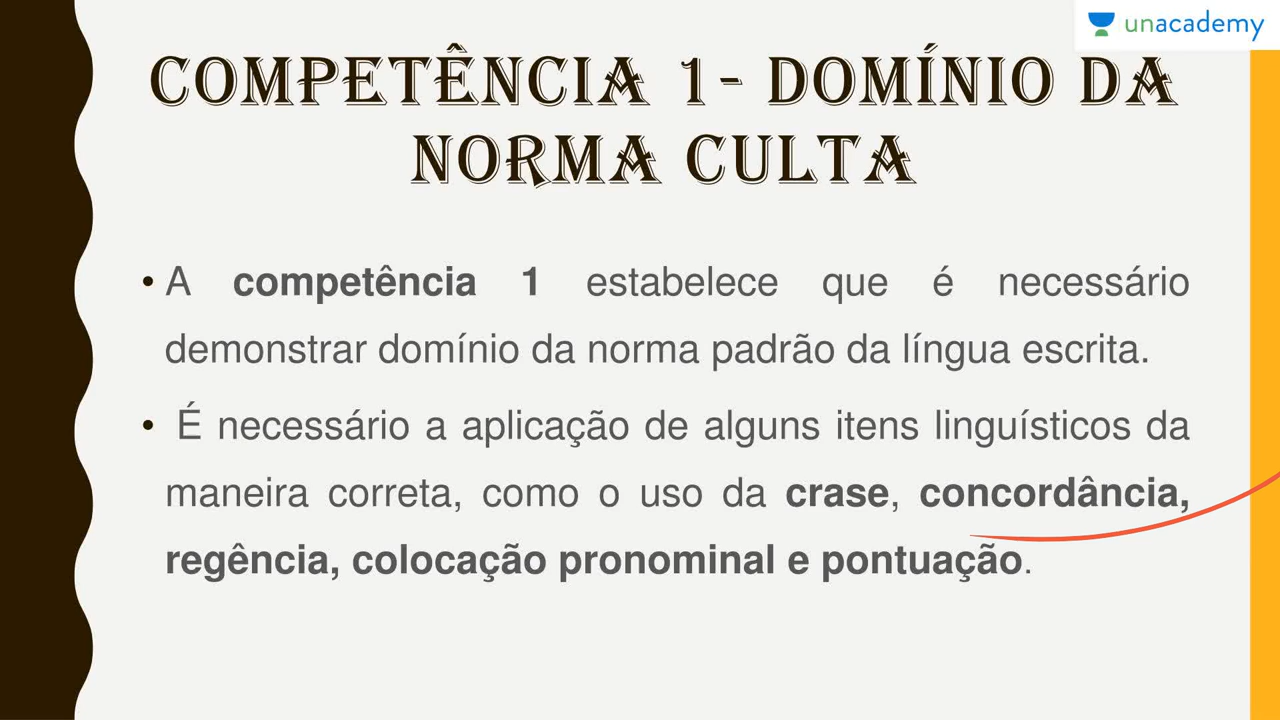 unacademy
COMPETÊNCIA 1- DOMÍNIO DA
NORMA CULTA
• A competência 1 estabelece que é necessário
demonstrar domínio da norma padrão da língua escrita.
• É necessário a aplicação de alguns itens linguísticos da
maneira correta, como o uso da crase, concordância,
regência, colocação pronominal e pontuação.